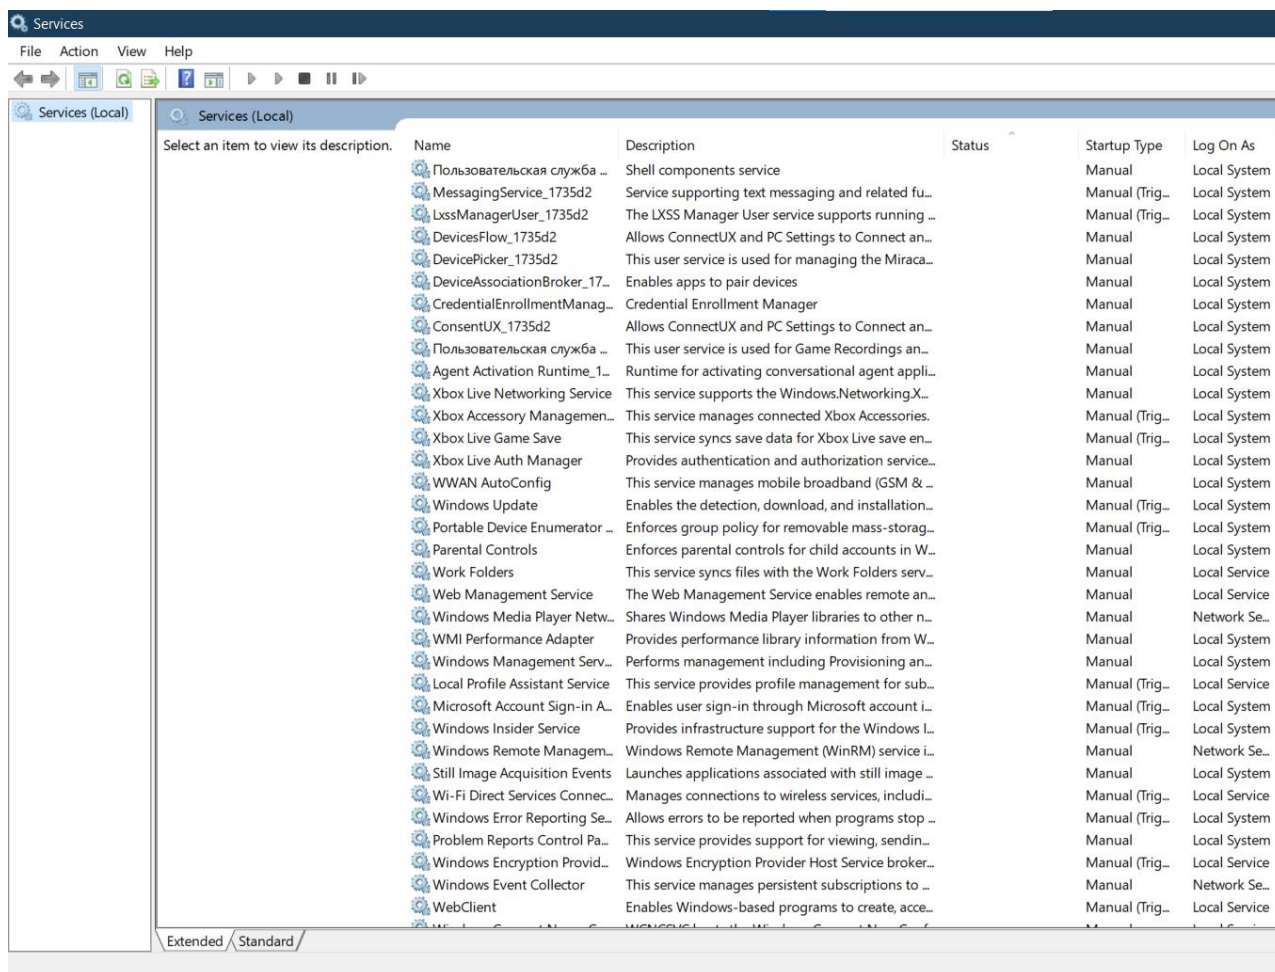 Services
File Action View Help
Services (Local)
Services (Local)
Select an item to view its description.
Name Description Status Startup Type Log On As
Пользовательская служба ... Shell components service Manual Local System
MessagingService_1735d2 Service supporting text messaging and related fu... Manual (Trig... Local System
LxssManagerUser_1735d2 The LXSS Manager User service supports running ... Manual (Trig... Local System
DevicesFlow_1735d2 Allows ConnectUX and PC Settings to Connect an... Manual Local System
DevicePicker_1735d2 This user service is used for managing the Miraca... Manual Local System
DeviceAssociationBroker_17... Enables apps to pair devices Manual Local System
CredentialEnrollmentManag... Credential Enrollment Manager Manual Local System
ConsentUX_1735d2 Allows ConnectUX and PC Settings to Connect an... Manual Local System
Пользовательская служба ... This user service is used for Game Recordings an... Manual Local System
Agent Activation Runtime_1... Runtime for activating conversational agent appli... Manual Local System
Xbox Live Networking Service This service supports the Windows.Networking.X... Manual Local System
Xbox Accessory Managemen... This service manages connected Xbox Accessories. Manual (Trig... Local System
Xbox Live Game Save This service syncs save data for Xbox Live save en... Manual (Trig... Local System
Xbox Live Auth Manager Provides authentication and authorization service... Manual Local System
WWAN AutoConfig This service manages mobile broadband (GSM & ... Manual Local System
Windows Update Enables the detection, download, and installation... Manual (Trig... Local System
Portable Device Enumerator ... Enforces group policy for removable mass-storag... Manual (Trig... Local System
Parental Controls Enforces parental controls for child accounts in W... Manual Local System
Work Folders This service syncs files with the Work Folders serv... Manual Local Service
Web Management Service The Web Management Service enables remote an... Manual Local Service
Windows Media Player Netw... Shares Windows Media Player libraries to other n... Manual Network Se...
WMI Performance Adapter Provides performance library information from W... Manual Local System
Windows Management Serv... Performs management including Provisioning an... Manual Local System
Local Profile Assistant Service This service provides profile management for sub... Manual (Trig... Local Service
Microsoft Account Sign-in A... Enables user sign-in through Microsoft account i... Manual (Trig... Local System
Windows Insider Service Provides infrastructure support for the Windows I... Manual (Trig... Local System
Windows Remote Managem... Windows Remote Management (WinRM) service i... Manual Network Se...
Still Image Acquisition Events Launches applications associated with still image ... Manual Local System
Wi-Fi Direct Services Connec... Manages connections to wireless services, includi... Manual (Trig... Local Service
Windows Error Reporting Se... Allows errors to be reported when programs stop ... Manual (Trig... Local System
Problem Reports Control Pa... This service provides support for viewing, sendin... Manual Local System
Windows Encryption Provid... Windows Encryption Provider Host Service broker... Manual (Trig... Local Service
Windows Event Collector This service manages persistent subscriptions to ... Manual Network Se...
WebClient Enables Windows-based programs to create, acce... Manual (Trig... Local Service
Extended Standard